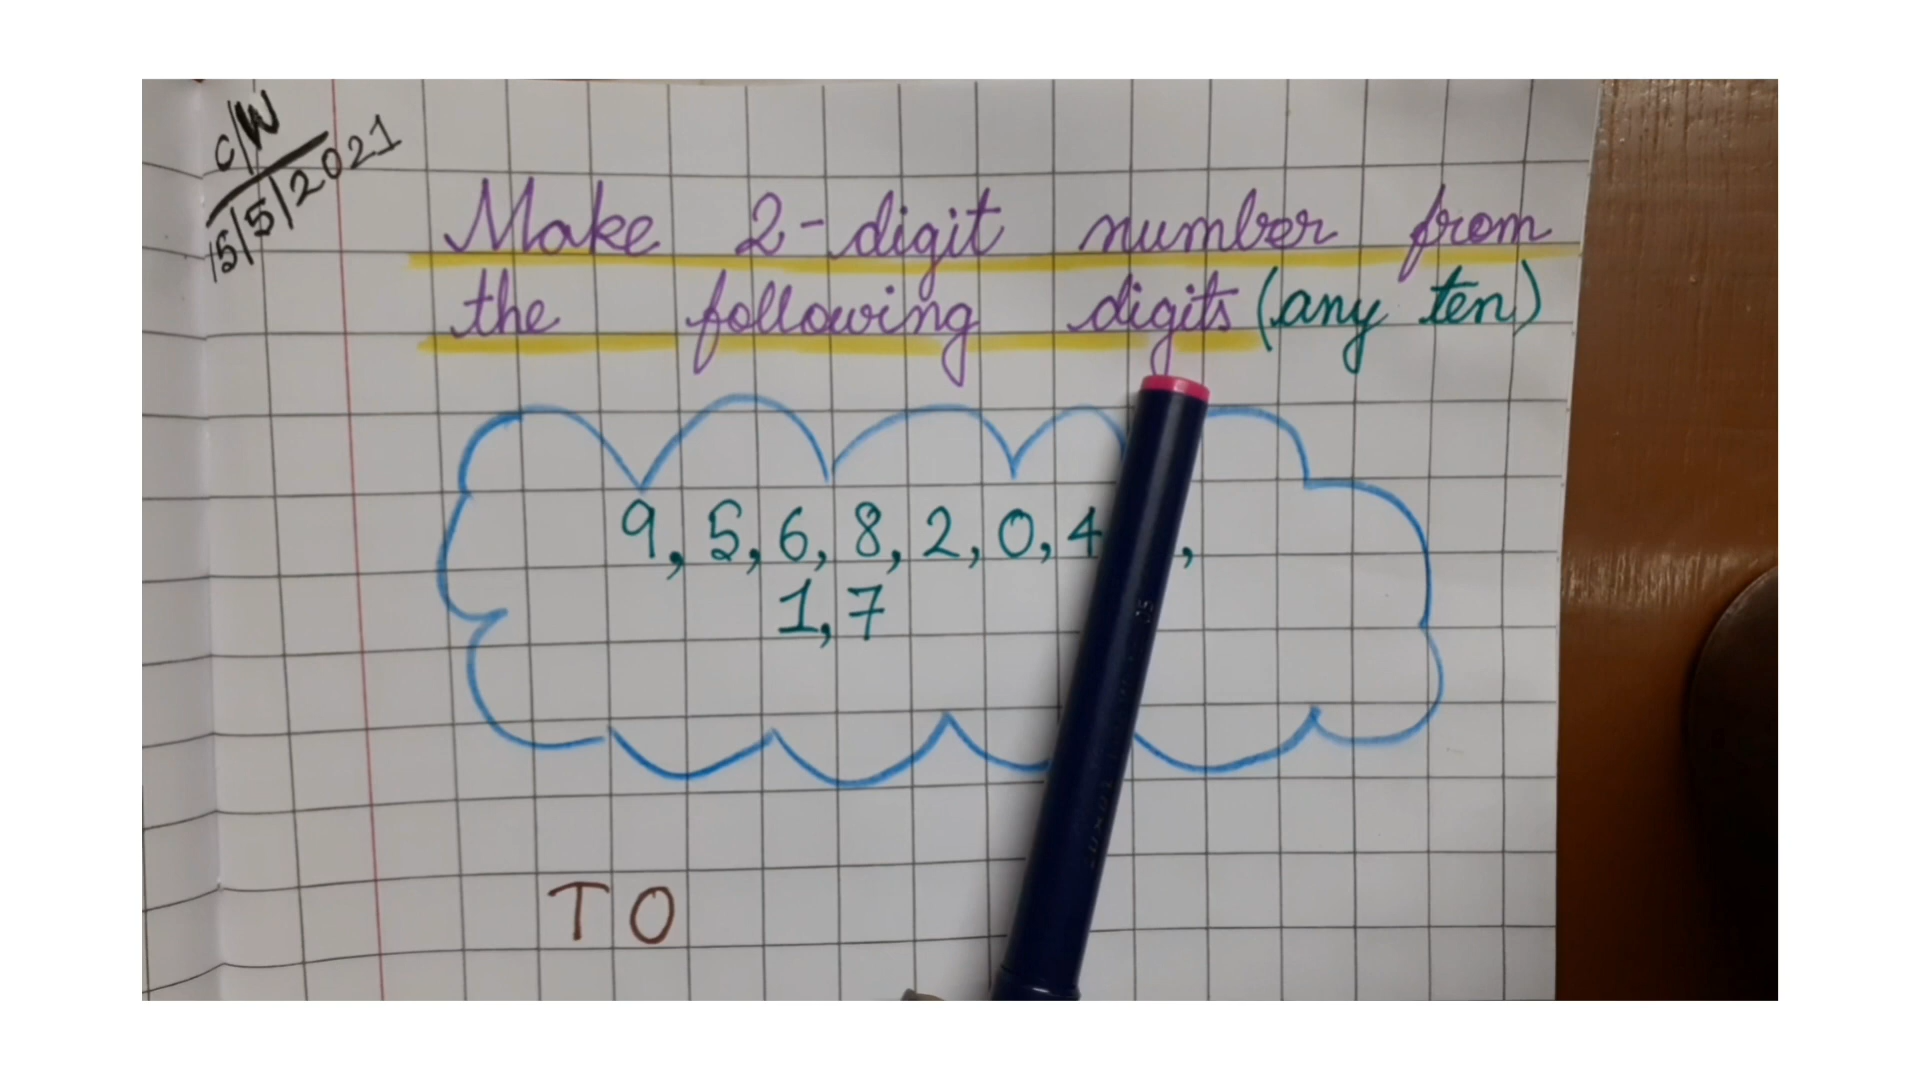 C/W
15/5/2021
Make 2-digit number from
the following digits (any ten)
9, 5, 6, 8, 2, 0, 4 ,
1, 7
T O